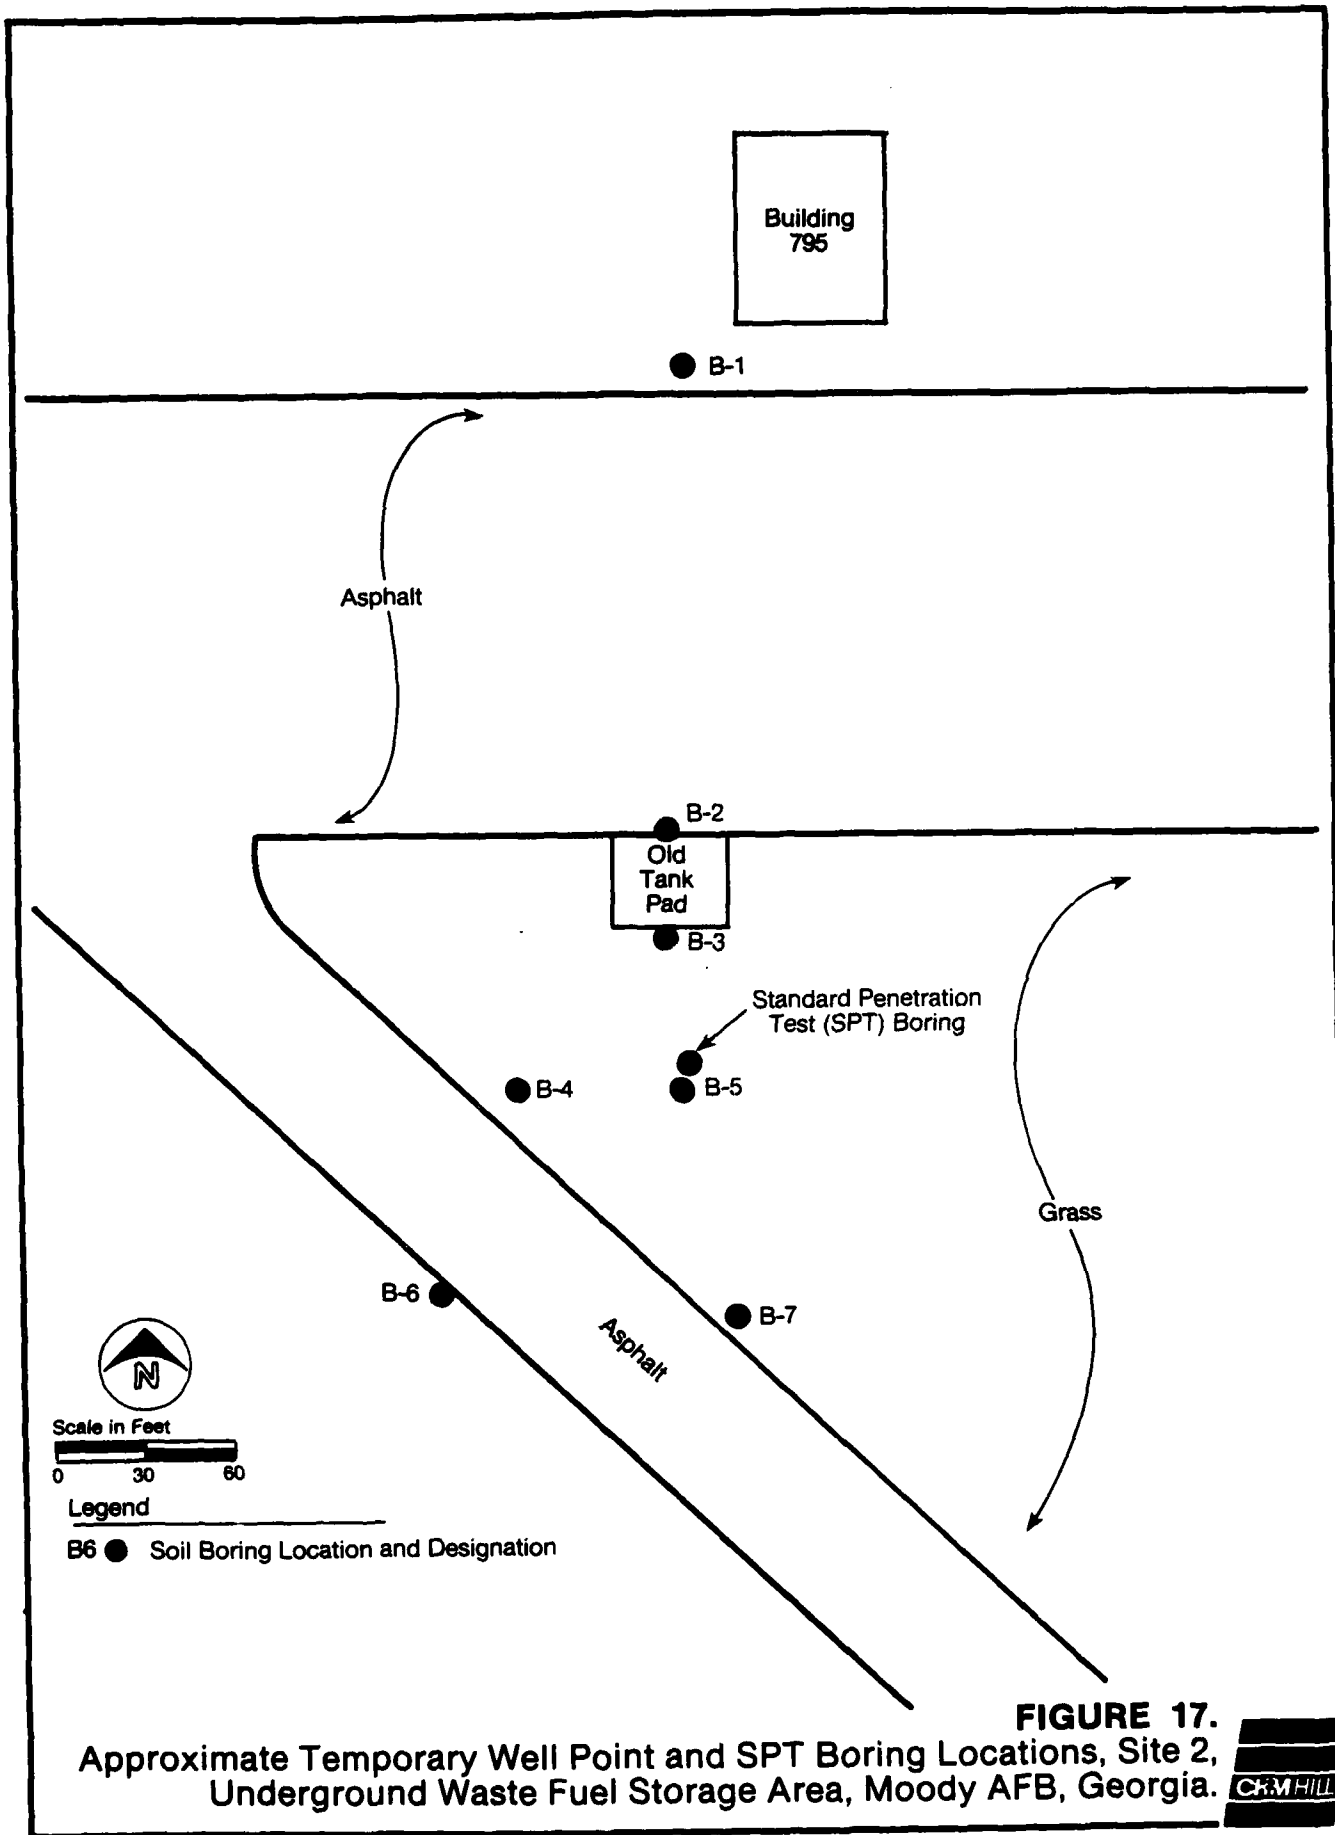 Building
795
B-1
Asphalt
B-2
Old
Tank
Pad
B-3
Standard Penetration
Test (SPT) Boring
B-4
B-5
Grass
B-6
B-7
Asphalt
N
Scale in Feet
0 30 60
Legend
B6 Soil Boring Location and Designation
FIGURE 17.
Approximate Temporary Well Point and SPT Boring Locations, Site 2,
Underground Waste Fuel Storage Area, Moody AFB, Georgia.
CH2M HILL